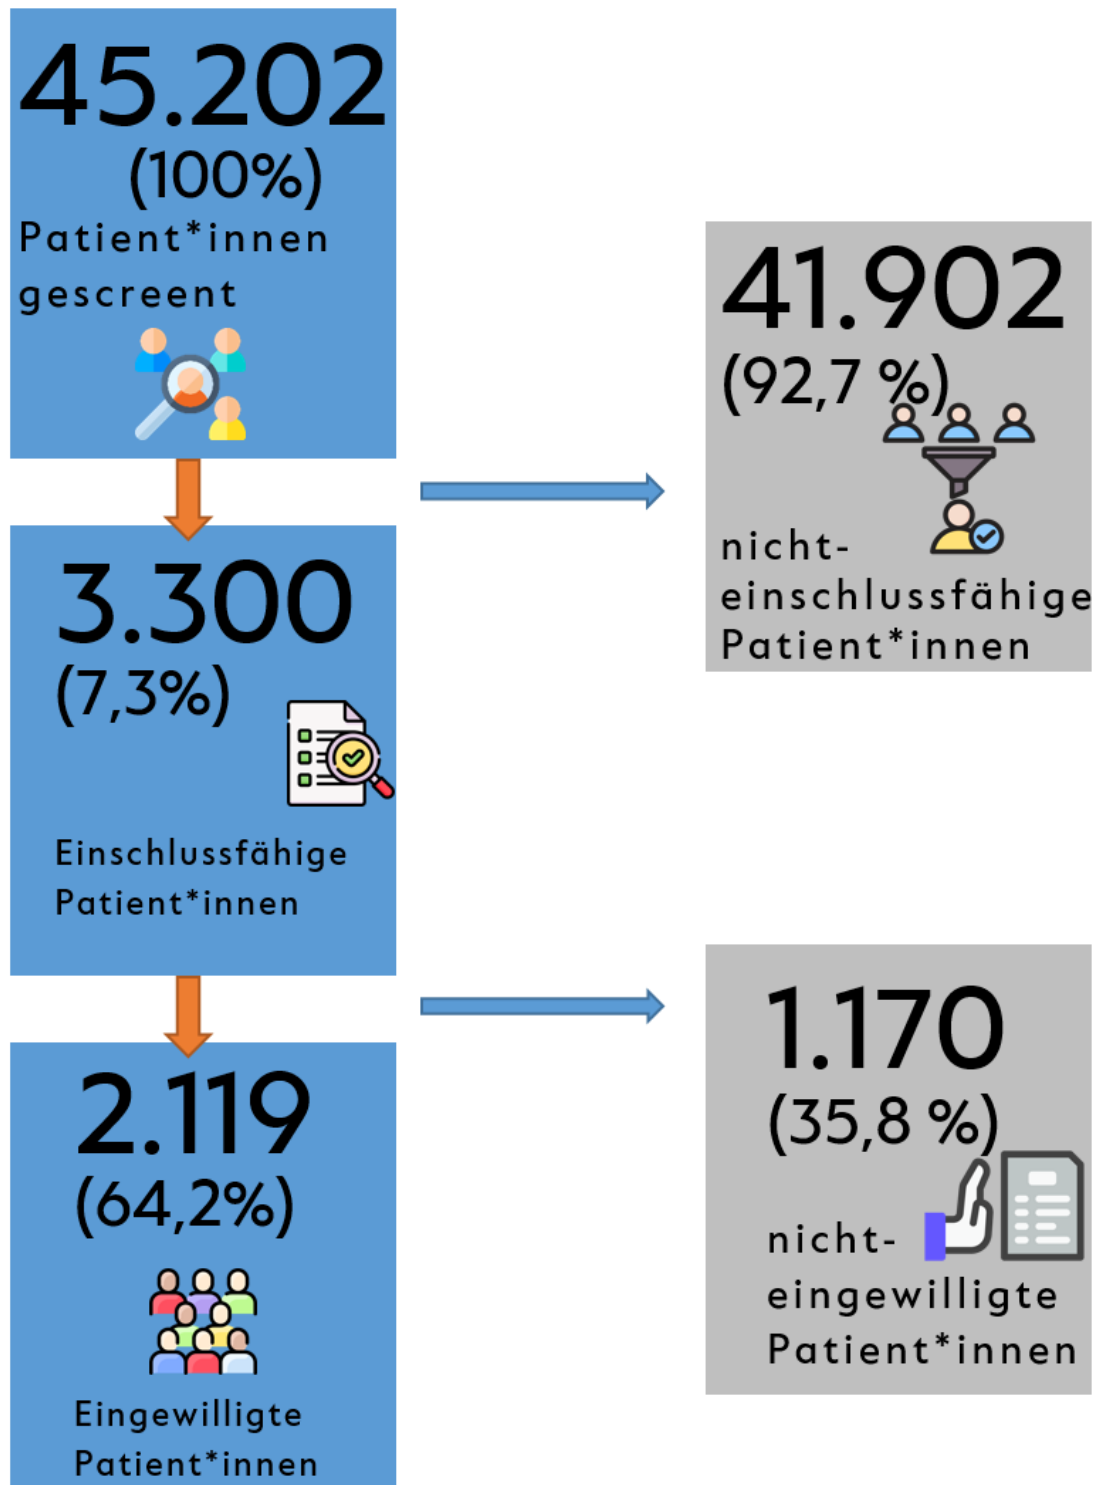 45.202
(100%)
Patient*innen
gescreent
41.902
(92,7 %)
nicht-
einschlussfähige
Patient*innen
3.300
(7,3%)
Einschlussfähige
Patient*innen
1.170
(35,8 %)
nicht-
eingewilligte
Patient*innen
2.119
(64,2%)
Eingewilligte
Patient*innen